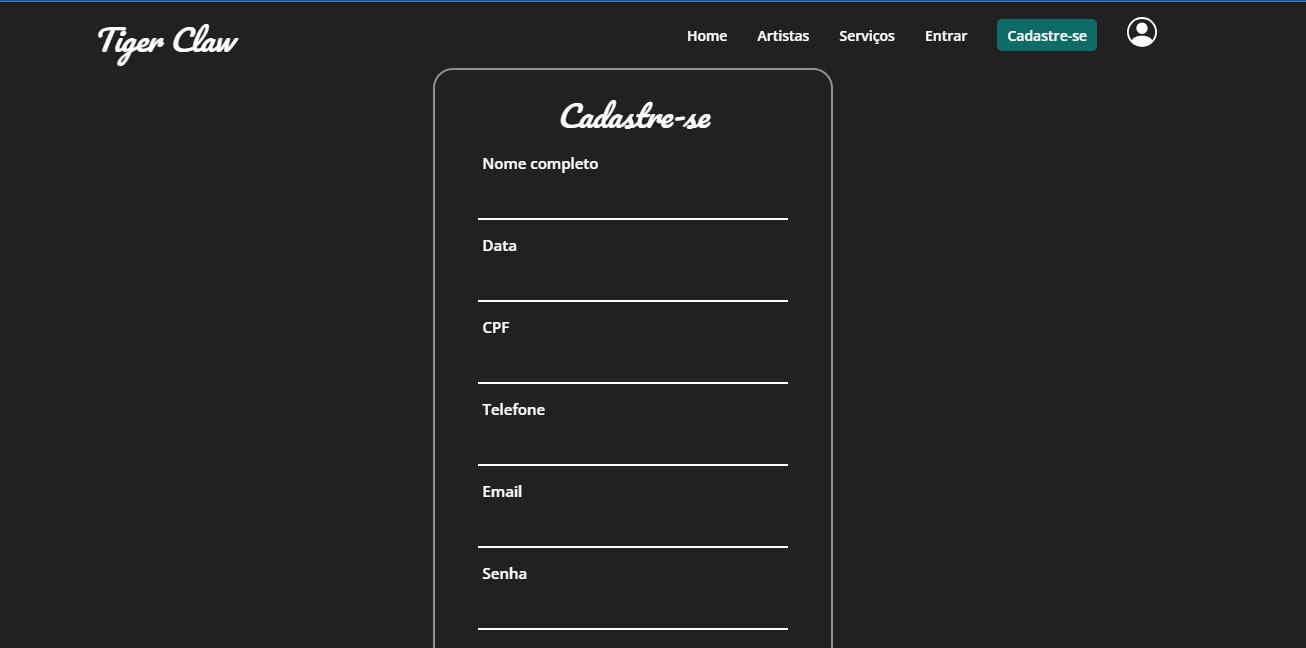 Tiger Claw
Home Artistas Serviços Entrar Cadastre-se
Cadastre-se
Nome completo
Data
CPF
Telefone
Email
Senha